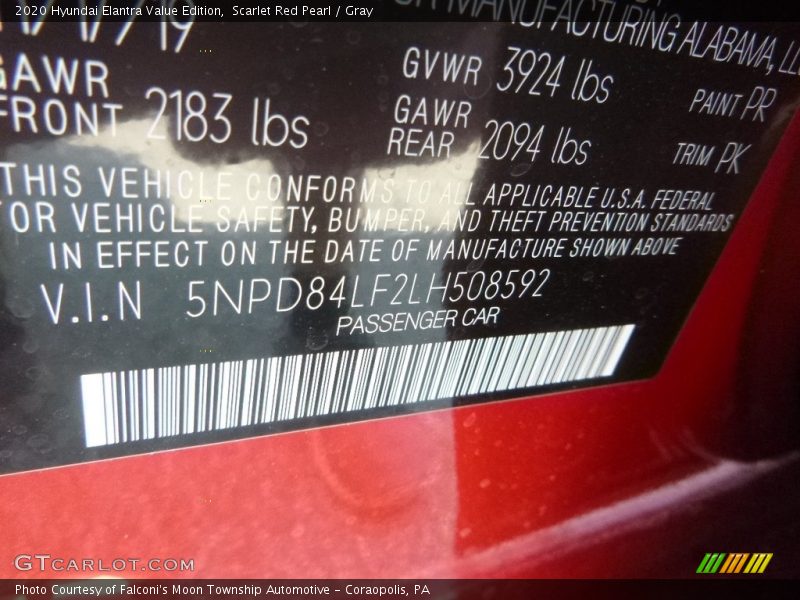 2020 Hyundai Elantra Value Edition, Scarlet Red Pearl / Gray
MANUFACTURING ALABAMA,
GAWR
FRONT 2183 lbs
GVWR 3924 lbs
GAWR
REAR 2094 lbs
PAINT PR
TRIM PK
THIS VEHICLE CONFORMS TO ALL APPLICABLE U.S.A. FEDERAL
VEHICLE SAFETY, BUMPER, AND THEFT PREVENTION STANDARDS
IN EFFECT ON THE DATE OF MANUFACTURE SHOWN ABOVE
V.I.N 5NPD84LF2LH508592
PASSENGER CAR
GTCARLOT.COM
Photo Courtesy of Falconi's Moon Township Automotive - Coraopolis, PA